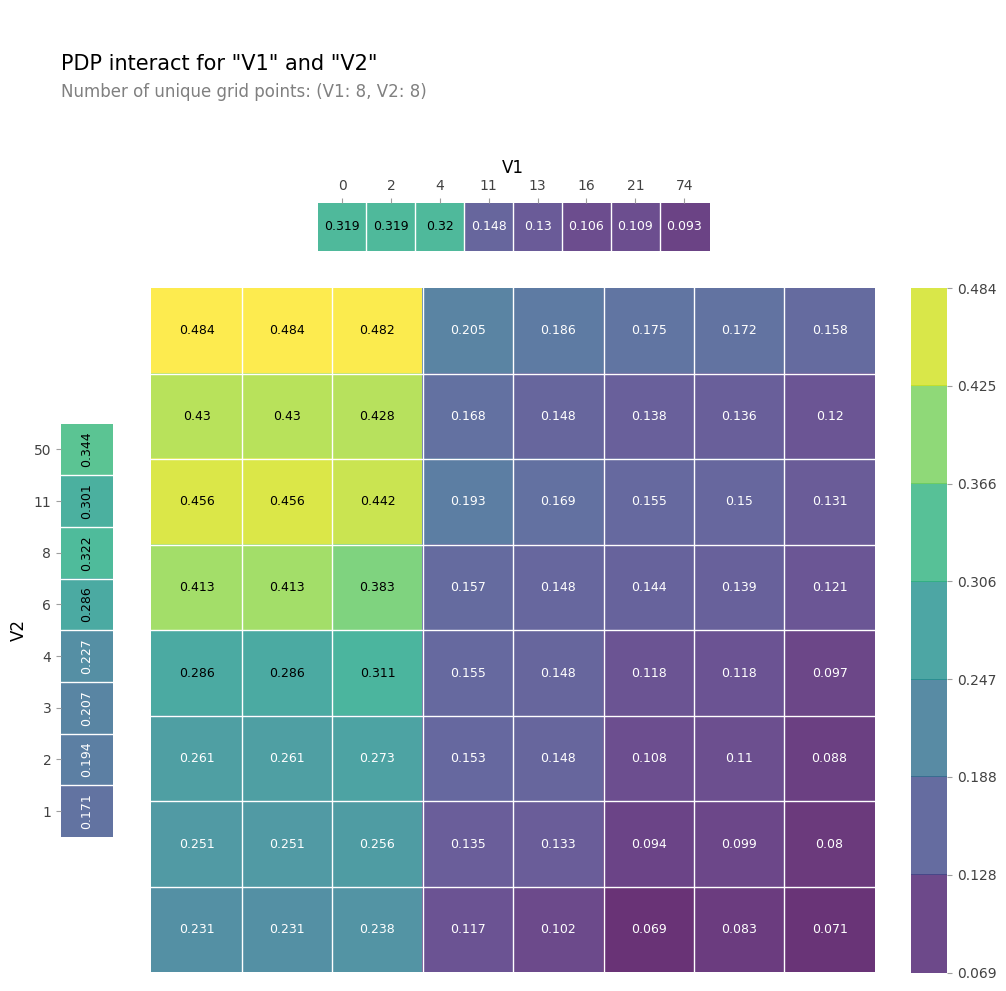 PDP interact for "V1" and "V2"
Number of unique grid points: (V1: 8, V2: 8)
V1
0 2 4 11 13 16 21 74
0.319 0.319 0.32 0.148 0.13 0.106 0.109 0.093
0.484 0.484 0.482 0.205 0.186 0.175 0.172 0.158
0.43 0.43 0.428 0.168 0.148 0.138 0.136 0.12
0.456 0.456 0.442 0.193 0.169 0.155 0.15 0.131
0.413 0.413 0.383 0.157 0.148 0.144 0.139 0.121
0.286 0.286 0.311 0.155 0.148 0.118 0.118 0.097
0.261 0.261 0.273 0.153 0.148 0.108 0.11 0.088
0.251 0.251 0.256 0.135 0.133 0.094 0.099 0.08
0.231 0.231 0.238 0.117 0.102 0.069 0.083 0.071
V2
50 0.344
11 0.301
8 0.322
6 0.286
4 0.227
3 0.207
2 0.194
1 0.171
0.484
0.425
0.366
0.306
0.247
0.188
0.128
0.069